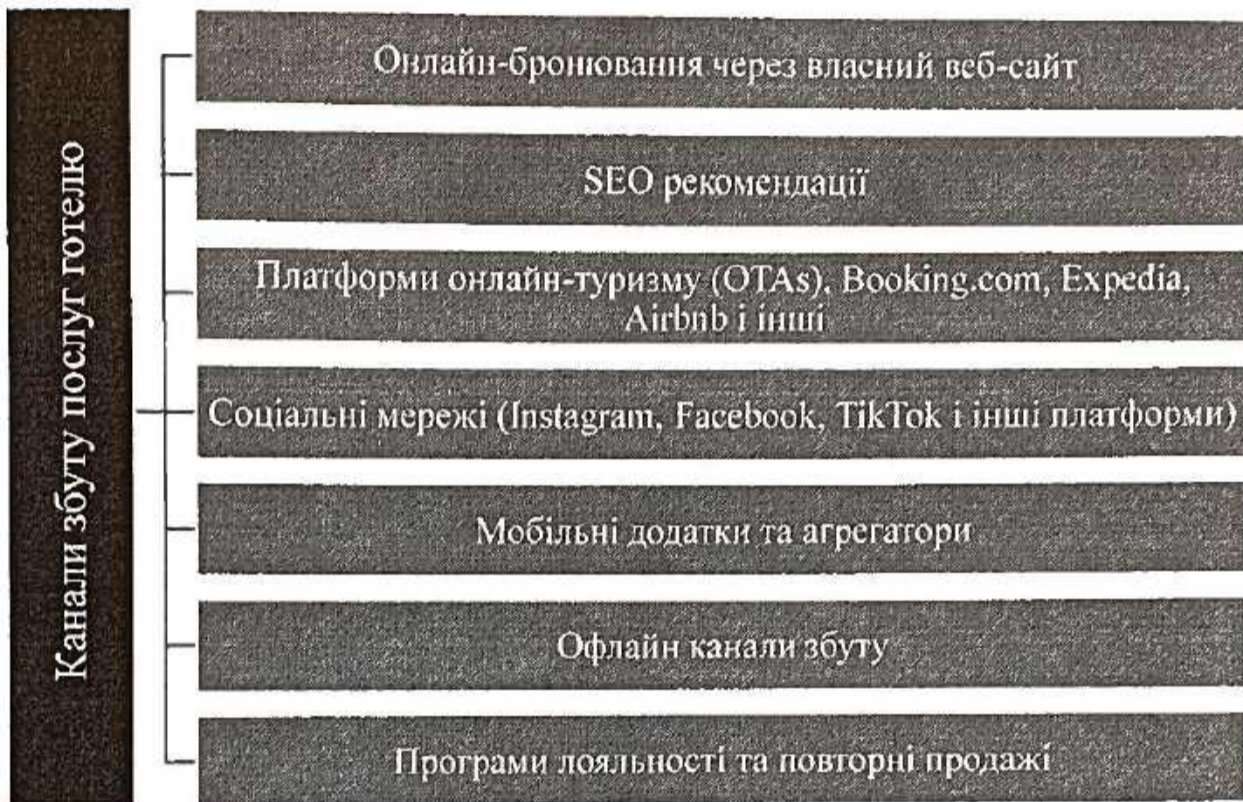 Канали збуту послуг готелю
Онлайн-бронювання через власний веб-сайт
SEO рекомендації
Платформи онлайн-туризму (OTAs), Booking.com, Expedia,
Airbnb і інші
Соціальні мережі (Instagram, Facebook, TikTok і інші платформи)
Мобільні додатки та агрегатори
Офлайн канали збуту
Програми лояльності та повторні продажі